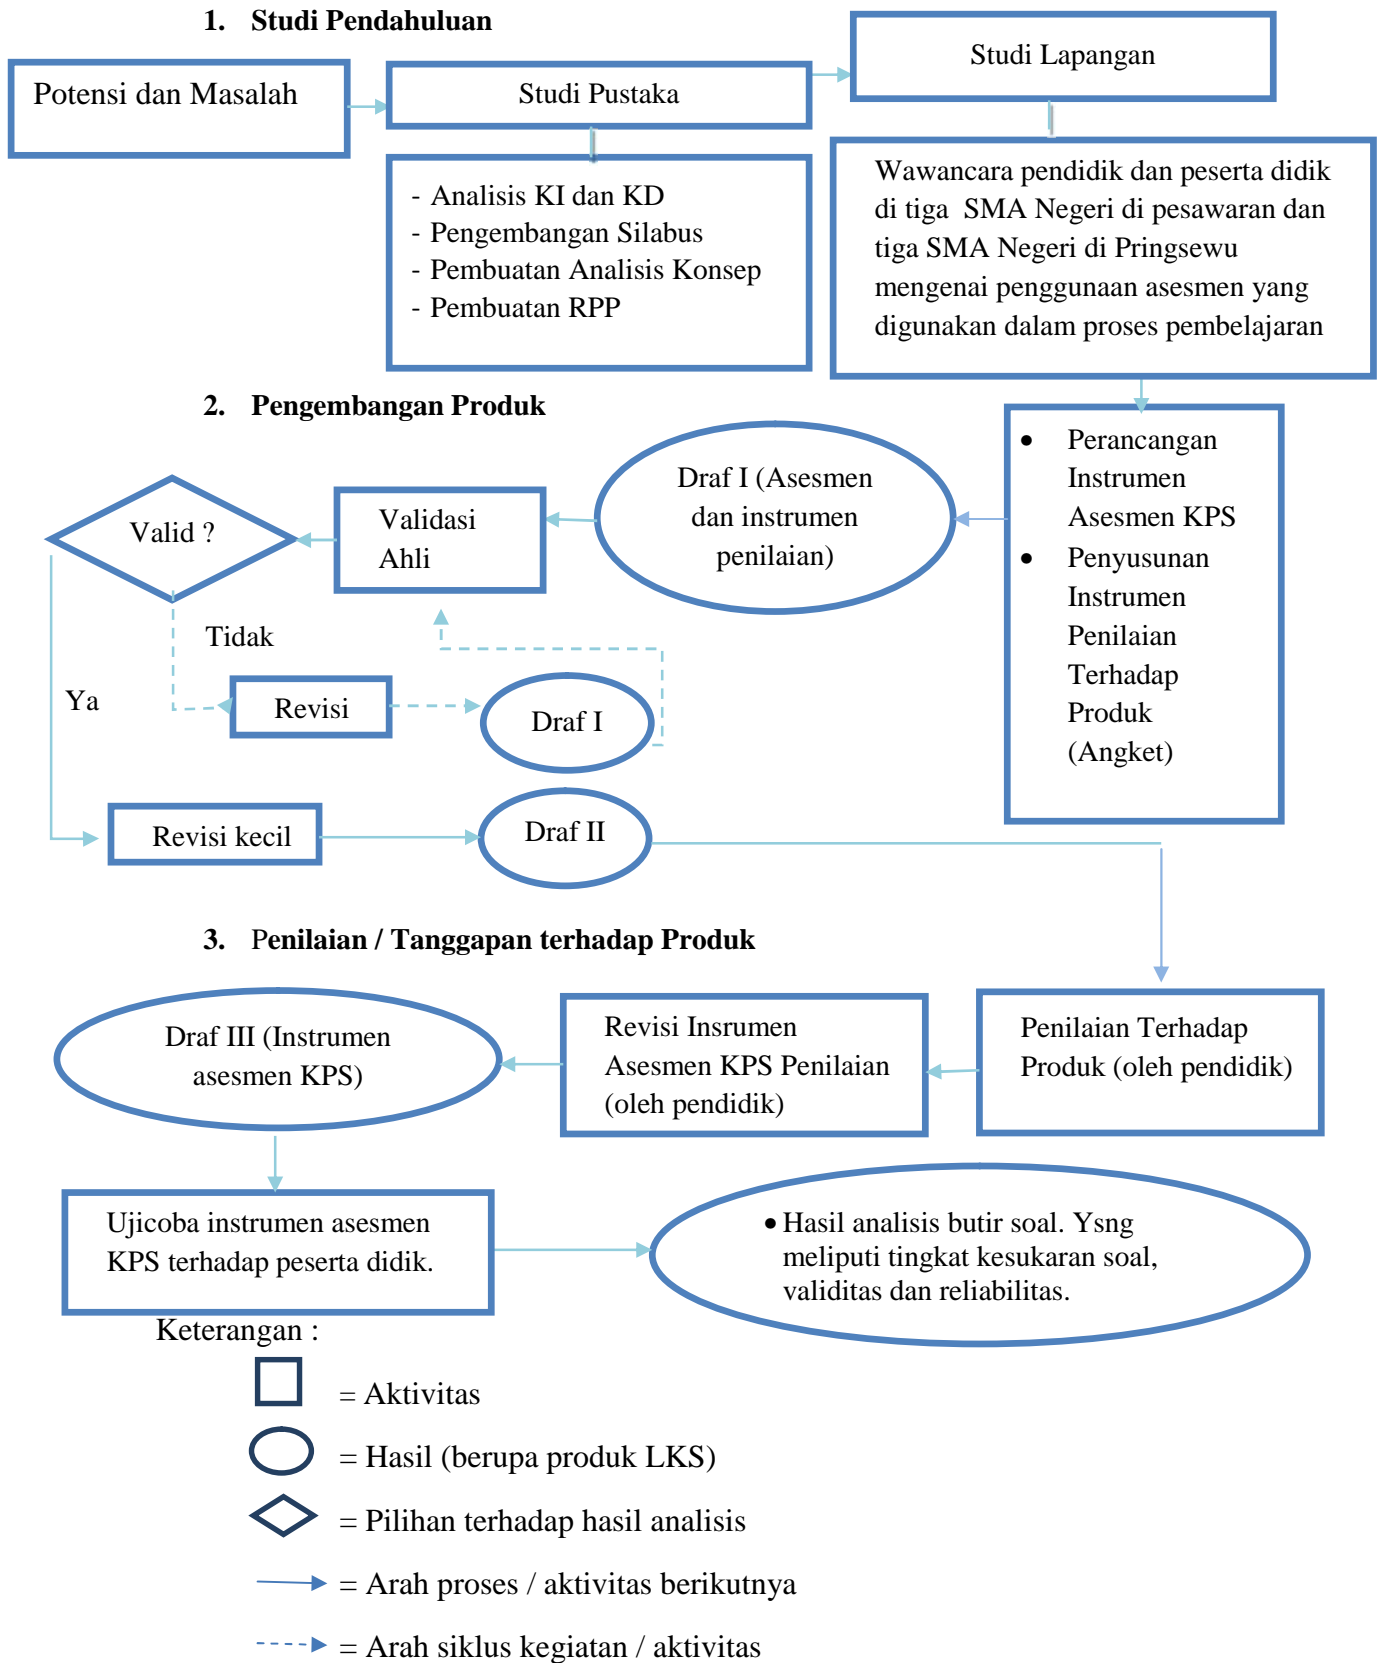 1. Studi Pendahuluan
Potensi dan Masalah
Studi Pustaka
Studi Lapangan
- Analisis KI dan KD
- Pengembangan Silabus
- Pembuatan Analisis Konsep
- Pembuatan RPP
Wawancara pendidik dan peserta didik
di tiga SMA Negeri di pesawaran dan
tiga SMA Negeri di Pringsewu
mengenai penggunaan asesmen yang
digunakan dalam proses pembelajaran
2. Pengembangan Produk
• Perancangan
Instrumen
Asesmen KPS
• Penyusunan
Instrumen
Penilaian
Terhadap
Produk
(Angket)
Draf I (Asesmen
dan instrumen
penilaian)
Validasi
Ahli
Valid ?
Tidak
Ya
Revisi
Draf I
Revisi kecil
Draf II
3. Penilaian / Tanggapan terhadap Produk
Penilaian Terhadap
Produk (oleh pendidik)
Revisi Insrumen
Asesmen KPS Penilaian
(oleh pendidik)
Draf III (Instrumen
asesmen KPS)
Ujicoba instrumen asesmen
KPS terhadap peserta didik.
• Hasil analisis butir soal. Ysng
meliputi tingkat kesukaran soal,
validitas dan reliabilitas.
Keterangan :
= Aktivitas
= Hasil (berupa produk LKS)
= Pilihan terhadap hasil analisis
= Arah proses / aktivitas berikutnya
= Arah siklus kegiatan / aktivitas